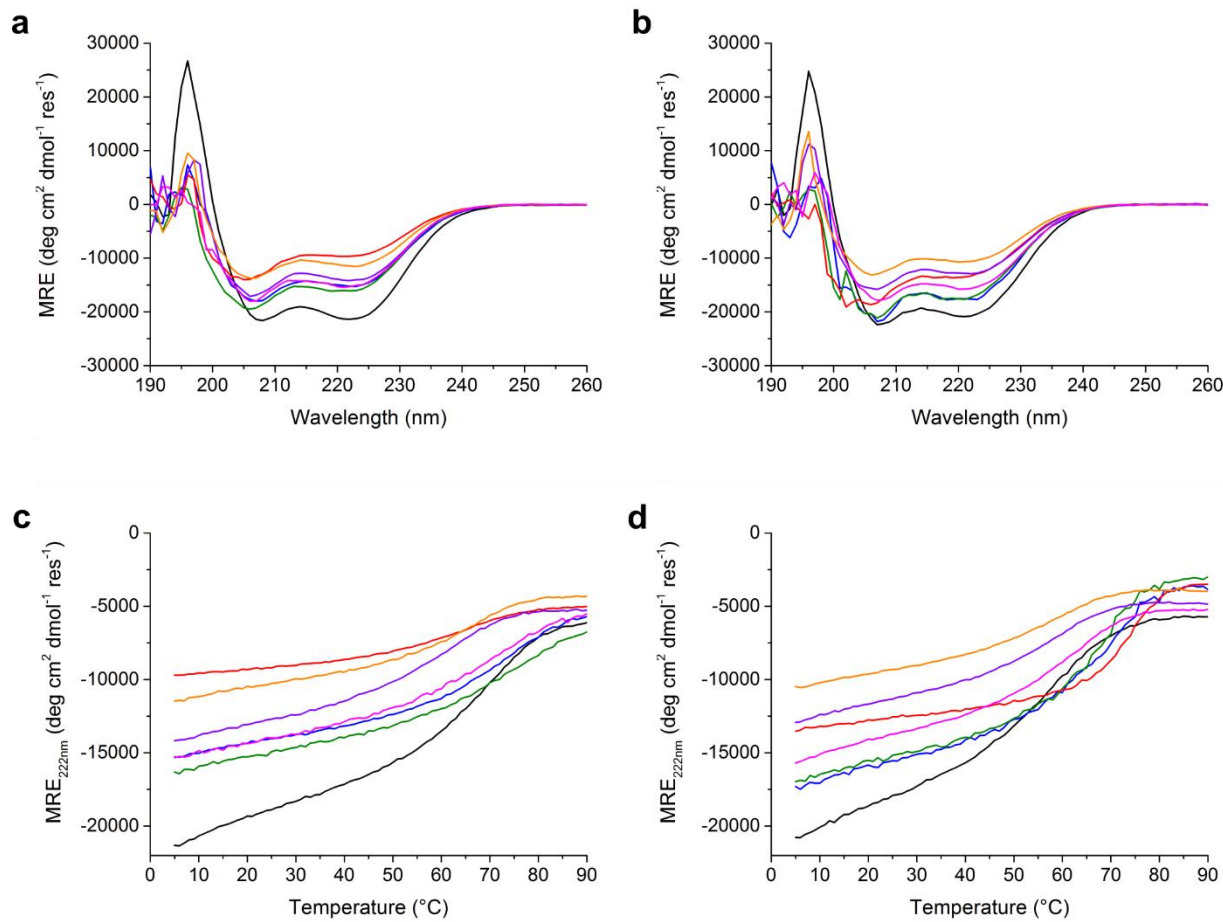 a
30000
20000
10000
0
-10000
-20000
-30000
MRE (deg cm² dmol⁻¹ res⁻¹)
190 200 210 220 230 240 250 260
Wavelength (nm)
b
30000
20000
10000
0
-10000
-20000
-30000
MRE (deg cm² dmol⁻¹ res⁻¹)
190 200 210 220 230 240 250 260
Wavelength (nm)
c
0
-5000
-10000
-15000
-20000
MRE₂₂₂ₙₘ (deg cm² dmol⁻¹ res⁻¹)
0 10 20 30 40 50 60 70 80 90
Temperature (°C)
d
0
-5000
-10000
-15000
-20000
MRE₂₂₂ₙₘ (deg cm² dmol⁻¹ res⁻¹)
0 10 20 30 40 50 60 70 80 90
Temperature (°C)